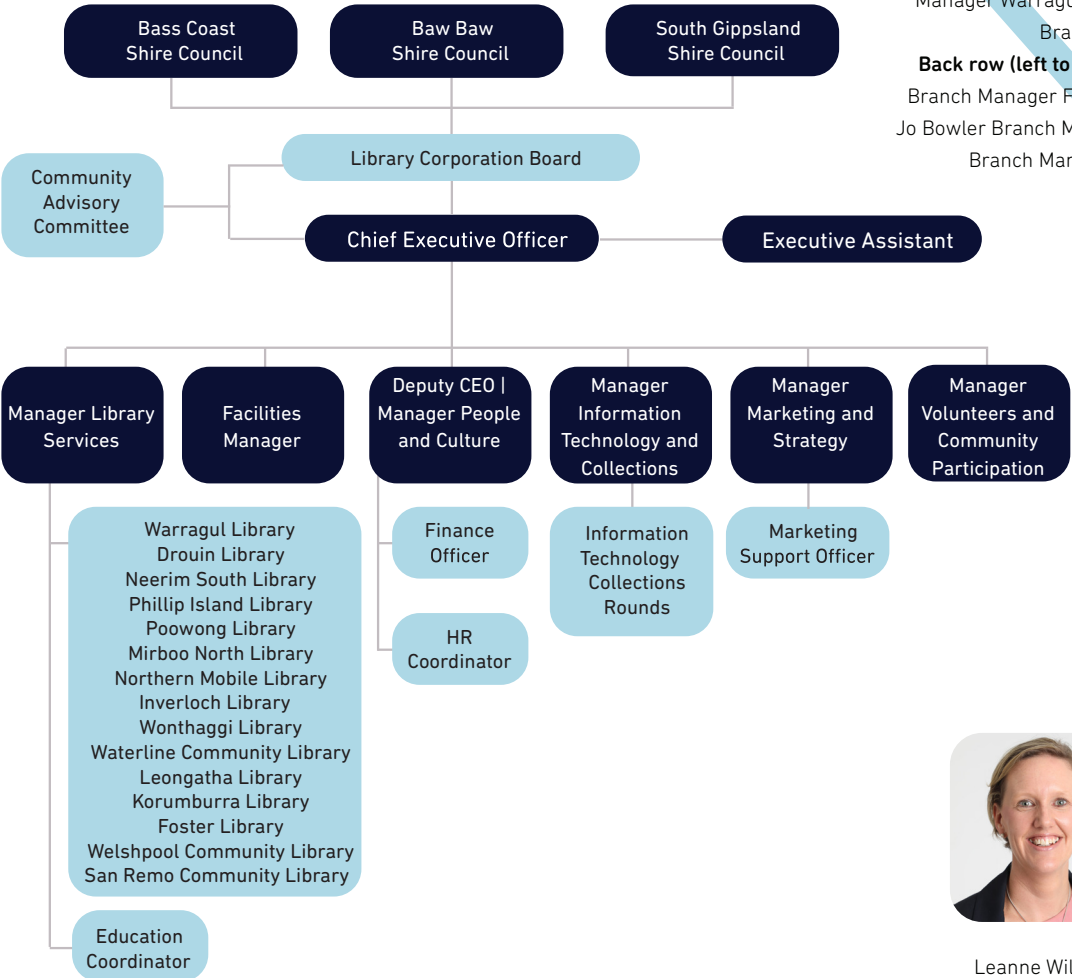 Bass Coast
Shire Council
Baw Baw
Shire Council
South Gippsland
Shire Council
Manager Warragu
Bra
Back row (left to
Branch Manager F
Jo Bowler Branch M
Branch Mar
Library Corporation Board
Community
Advisory
Committee
Chief Executive Officer
Executive Assistant
Manager Library
Services
Facilities
Manager
Deputy CEO |
Manager People
and Culture
Manager
Information
Technology and
Collections
Manager
Marketing and
Strategy
Manager
Volunteers and
Community
Participation
Warragul Library
Drouin Library
Neerim South Library
Phillip Island Library
Poowong Library
Mirboo North Library
Northern Mobile Library
Inverloch Library
Wonthaggi Library
Waterline Community Library
Leongatha Library
Korumburra Library
Foster Library
Welshpool Community Library
San Remo Community Library
Finance
Officer
HR
Coordinator
Information
Technology
Collections
Rounds
Marketing
Support Officer
Education
Coordinator
Leanne Wil